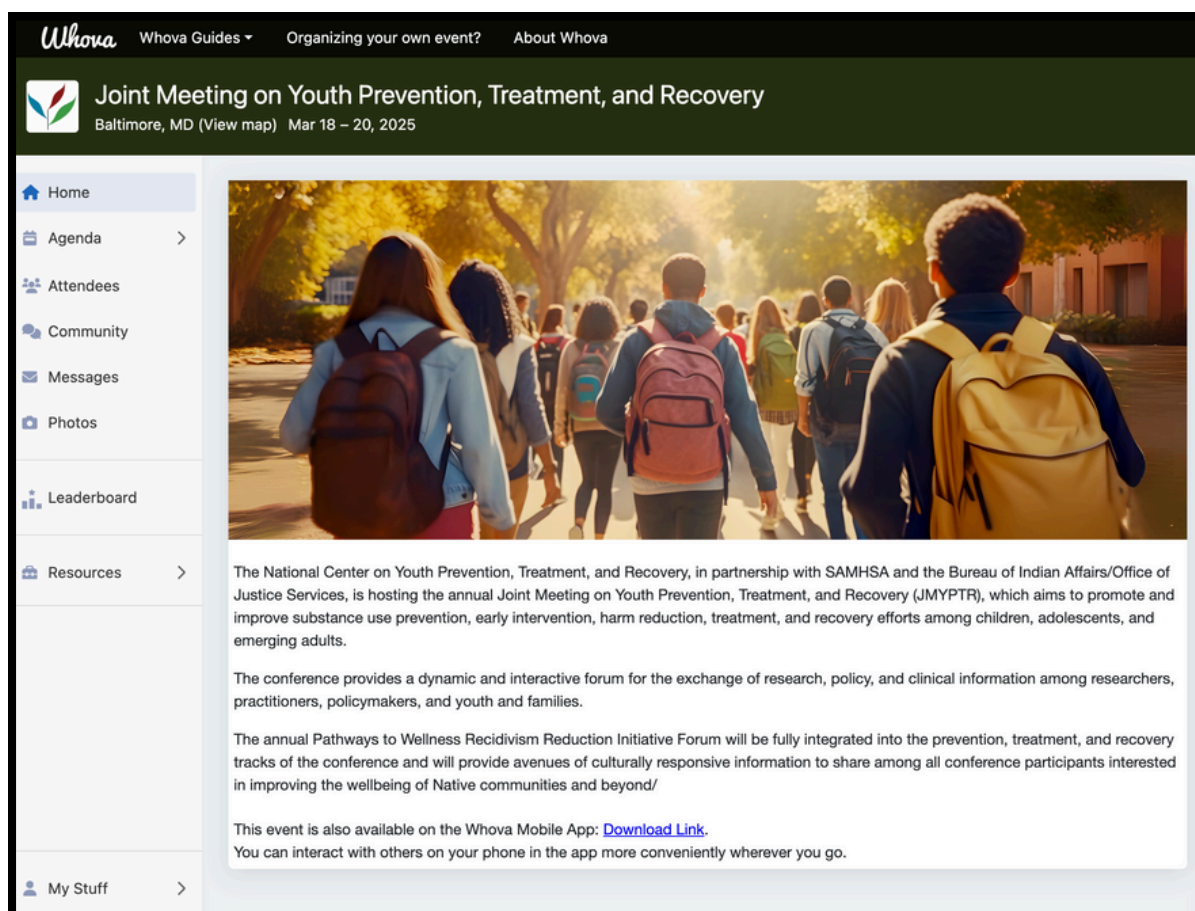 Whova
Whova Guides
Organizing your own event?
About Whova
Joint Meeting on Youth Prevention, Treatment, and Recovery
Baltimore, MD (View map) Mar 18 – 20, 2025
Home
Agenda
Attendees
Community
Messages
Photos
Leaderboard
Resources
The National Center on Youth Prevention, Treatment, and Recovery, in partnership with SAMHSA and the Bureau of Indian Affairs/Office of
Justice Services, is hosting the annual Joint Meeting on Youth Prevention, Treatment, and Recovery (JMYPTR), which aims to promote and
improve substance use prevention, early intervention, harm reduction, treatment, and recovery efforts among children, adolescents, and
emerging adults.
The conference provides a dynamic and interactive forum for the exchange of research, policy, and clinical information among researchers,
practitioners, policymakers, and youth and families.
The annual Pathways to Wellness Recidivism Reduction Initiative Forum will be fully integrated into the prevention, treatment, and recovery
tracks of the conference and will provide avenues of culturally responsive information to share among all conference participants interested
in improving the wellbeing of Native communities and beyond/
This event is also available on the Whova Mobile App: Download Link.
You can interact with others on your phone in the app more conveniently wherever you go.
My Stuff